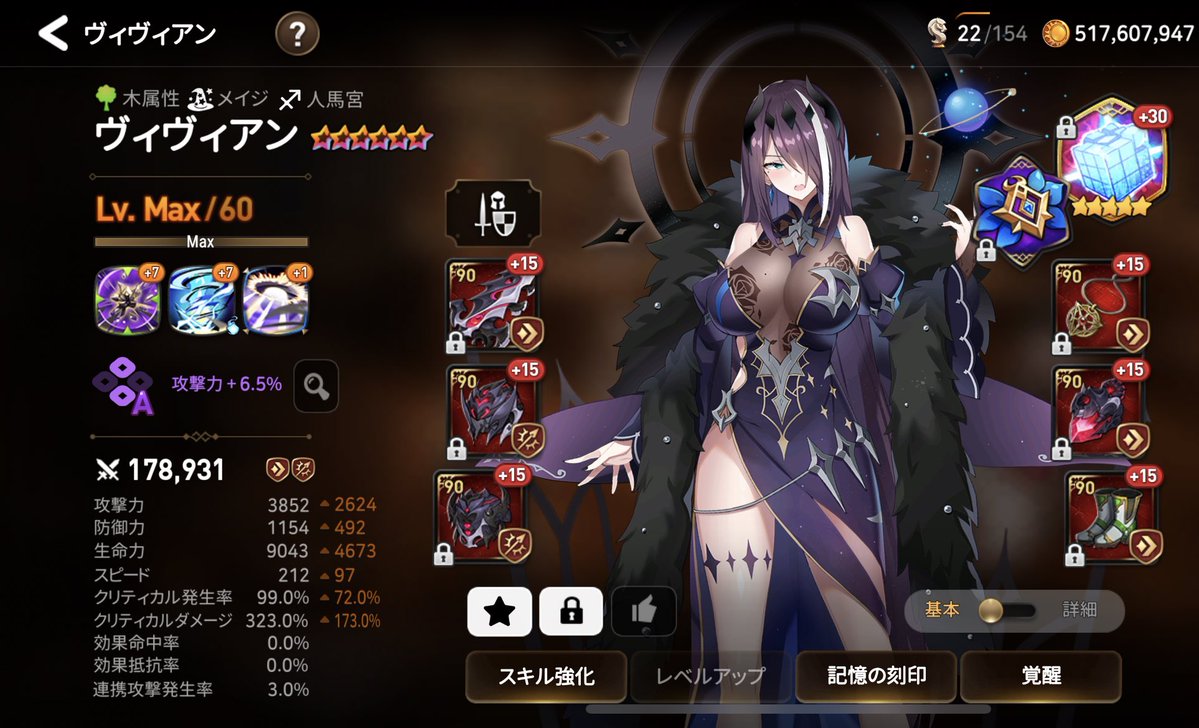 ヴィヴィアン
?
22/154
517,607,947
木属性 メイジ 人馬宮
ヴィヴィアン
Lv. Max/60
Max
+7
+7
+1
A
攻撃力+6.5%
178,931
攻撃力 3852 2624
防御力 1154 492
生命力 9043 4673
スピード 212 97
クリティカル発生率 99.0% 72.0%
クリティカルダメージ 323.0% 173.0%
効果命中率 0.0%
効果抵抗率 0.0%
連携攻撃発生率 3.0%
90 +15
90 +15
90 +15
+30
90 +15
90 +15
90 +15
基本 詳細
スキル強化
レベルアップ
記憶の刻印
覚醒